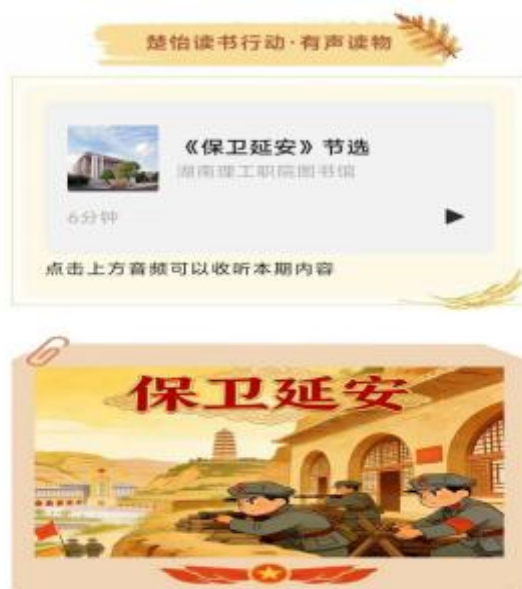 楚怡读书行动·有声读物
《保卫延安》节选
湖南理工职院图书馆
6分钟
点击上方音频可以收听本期内容
保卫延安